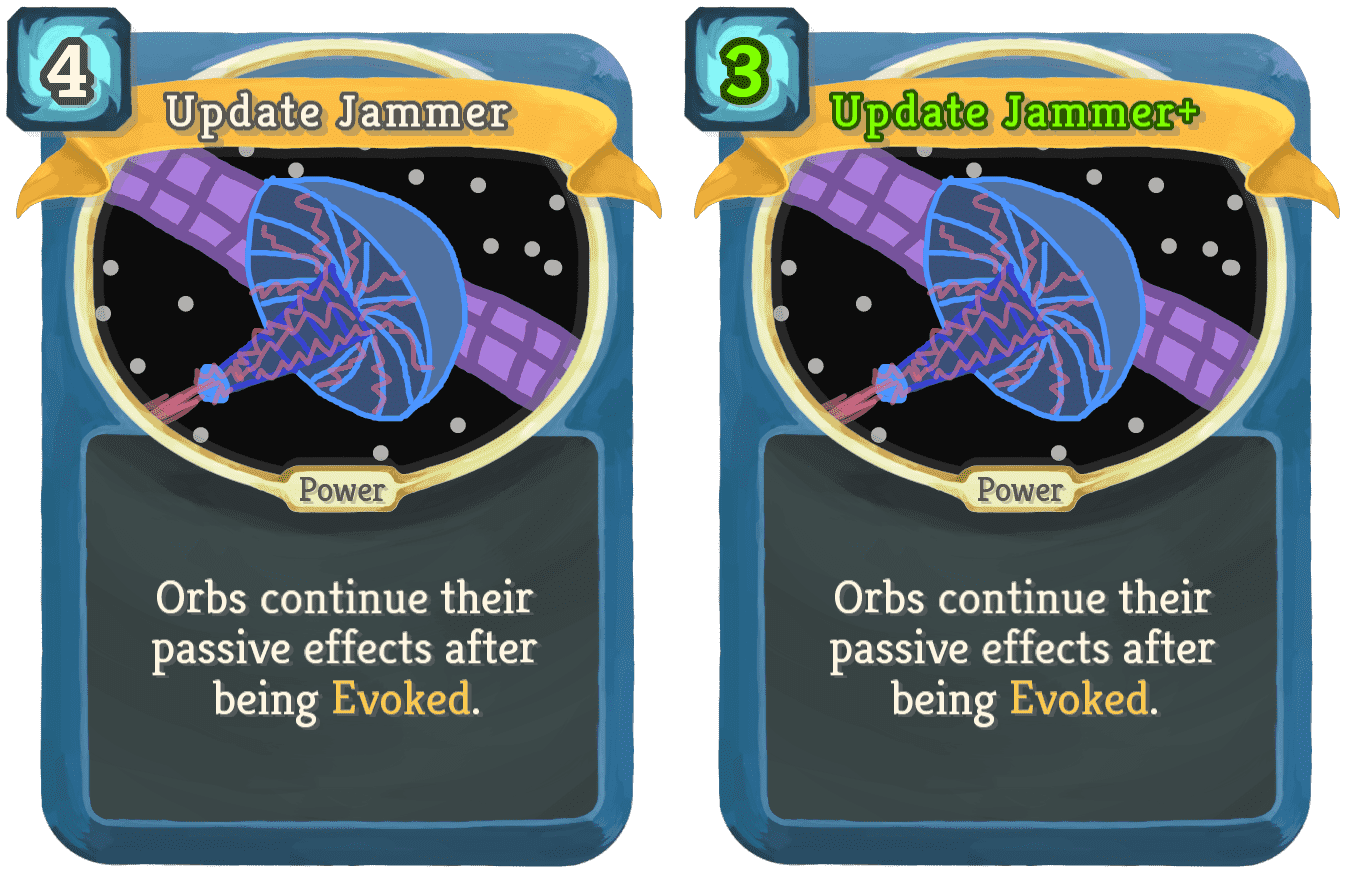 4
Update Jammer
Power
Orbs continue their
passive effects after
being Evoked.
3
Update Jammer+
Power
Orbs continue their
passive effects after
being Evoked.